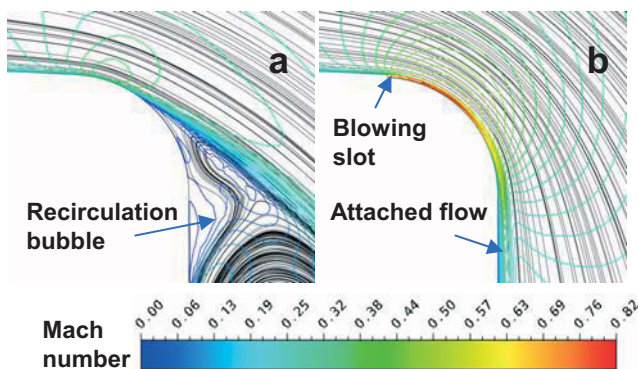 a
b
Blowing
slot
Recirculation
bubble
Attached flow
Mach
number
0.00 0.06 0.13 0.19 0.25 0.32 0.38 0.44 0.50 0.57 0.63 0.69 0.76 0.82